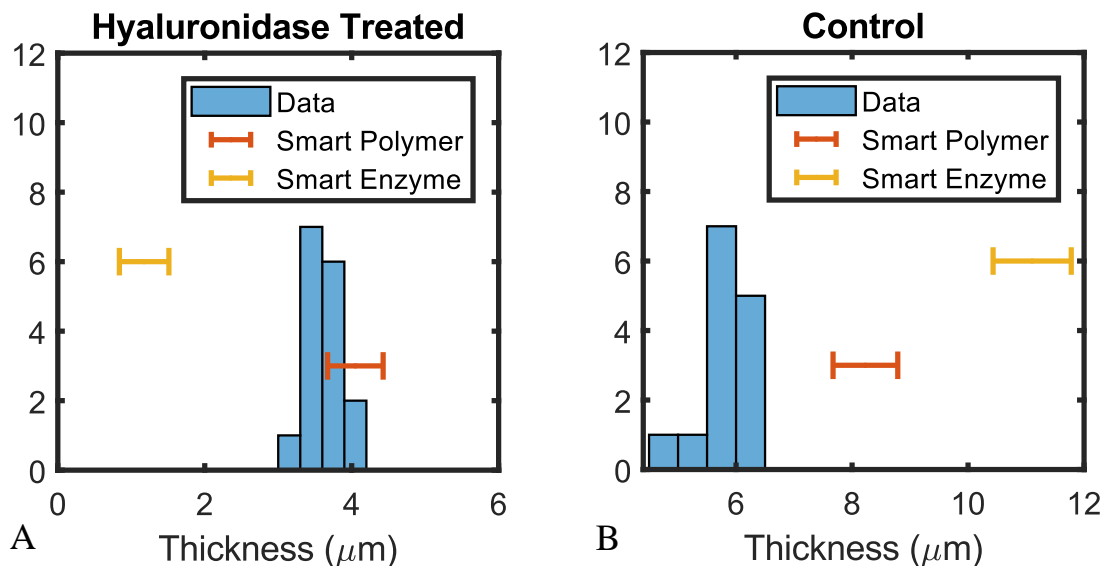 Hyaluronidase Treated
12
10
8
6
4
2
0
0 2 4 6
Data
Smart Polymer
Smart Enzyme
Thickness (μm)
A
Control
12
10
8
6
4
2
0
6 8 10 12
Data
Smart Polymer
Smart Enzyme
Thickness (μm)
B